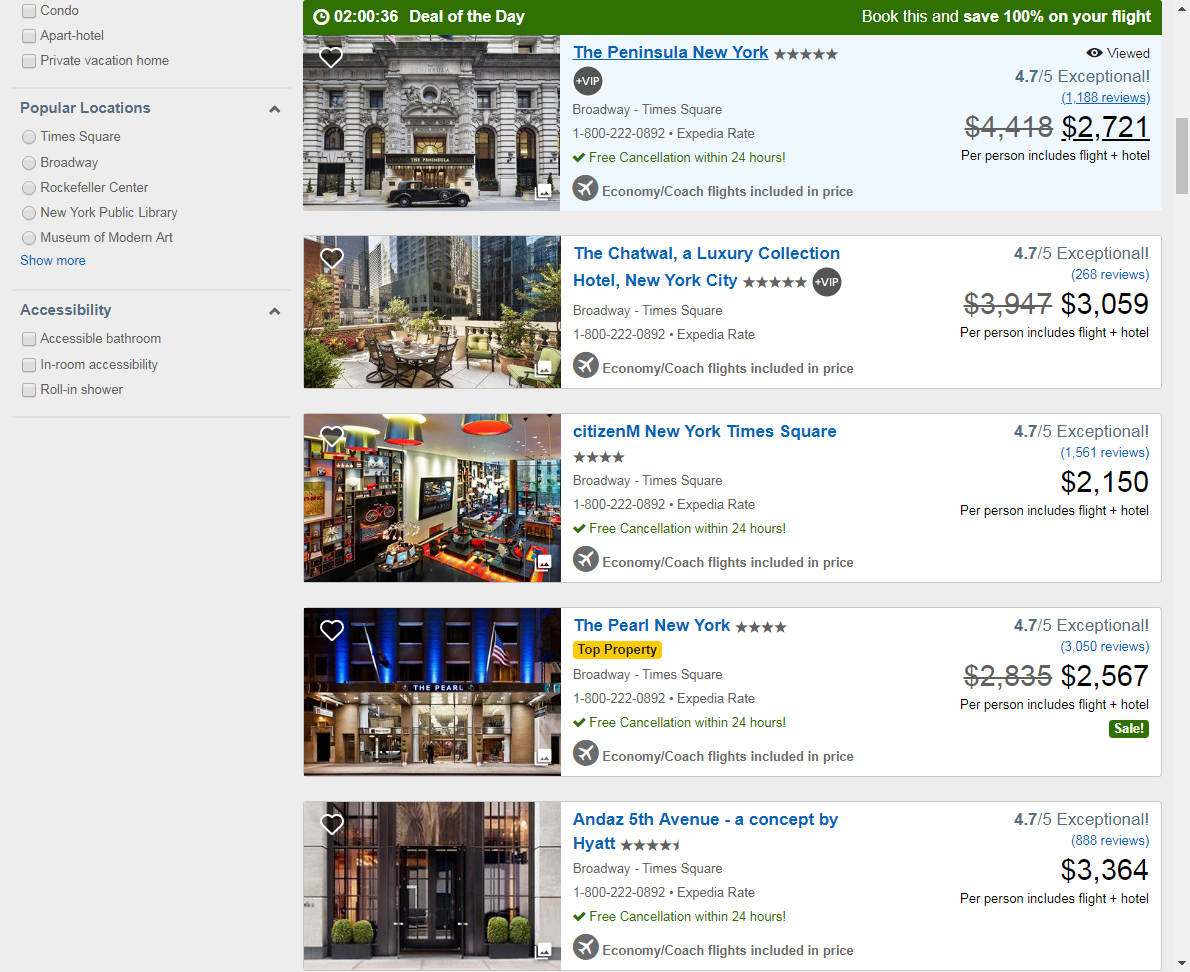 Condo
Apart-hotel
Private vacation home
Popular Locations
Times Square
Broadway
Rockefeller Center
New York Public Library
Museum of Modern Art
Show more
Accessibility
Accessible bathroom
In-room accessibility
Roll-in shower
02:00:36 Deal of the Day Book this and save 100% on your flight
The Peninsula New York Viewed
+VIP 4.7/5 Exceptional!
(1,188 reviews)
Broadway - Times Square $4,418 $2,721
1-800-222-0892 • Expedia Rate
Free Cancellation within 24 hours! Per person includes flight + hotel
Economy/Coach flights included in price
THE PENINSULA
The Chatwal, a Luxury Collection 4.7/5 Exceptional!
Hotel, New York City +VIP (268 reviews)
Broadway - Times Square $3,947 $3,059
1-800-222-0892 • Expedia Rate Per person includes flight + hotel
Economy/Coach flights included in price
citizenM New York Times Square 4.7/5 Exceptional!
(1,561 reviews)
Broadway - Times Square $2,150
1-800-222-0892 • Expedia Rate Per person includes flight + hotel
Free Cancellation within 24 hours!
Economy/Coach flights included in price
The Pearl New York 4.7/5 Exceptional!
Top Property (3,050 reviews)
Broadway - Times Square $2,835 $2,567
1-800-222-0892 • Expedia Rate Per person includes flight + hotel
Free Cancellation within 24 hours! Sale!
Economy/Coach flights included in price
THE PEARL
Andaz 5th Avenue - a concept by 4.7/5 Exceptional!
Hyatt (888 reviews)
Broadway - Times Square $3,364
1-800-222-0892 • Expedia Rate Per person includes flight + hotel
Free Cancellation within 24 hours!
Economy/Coach flights included in price